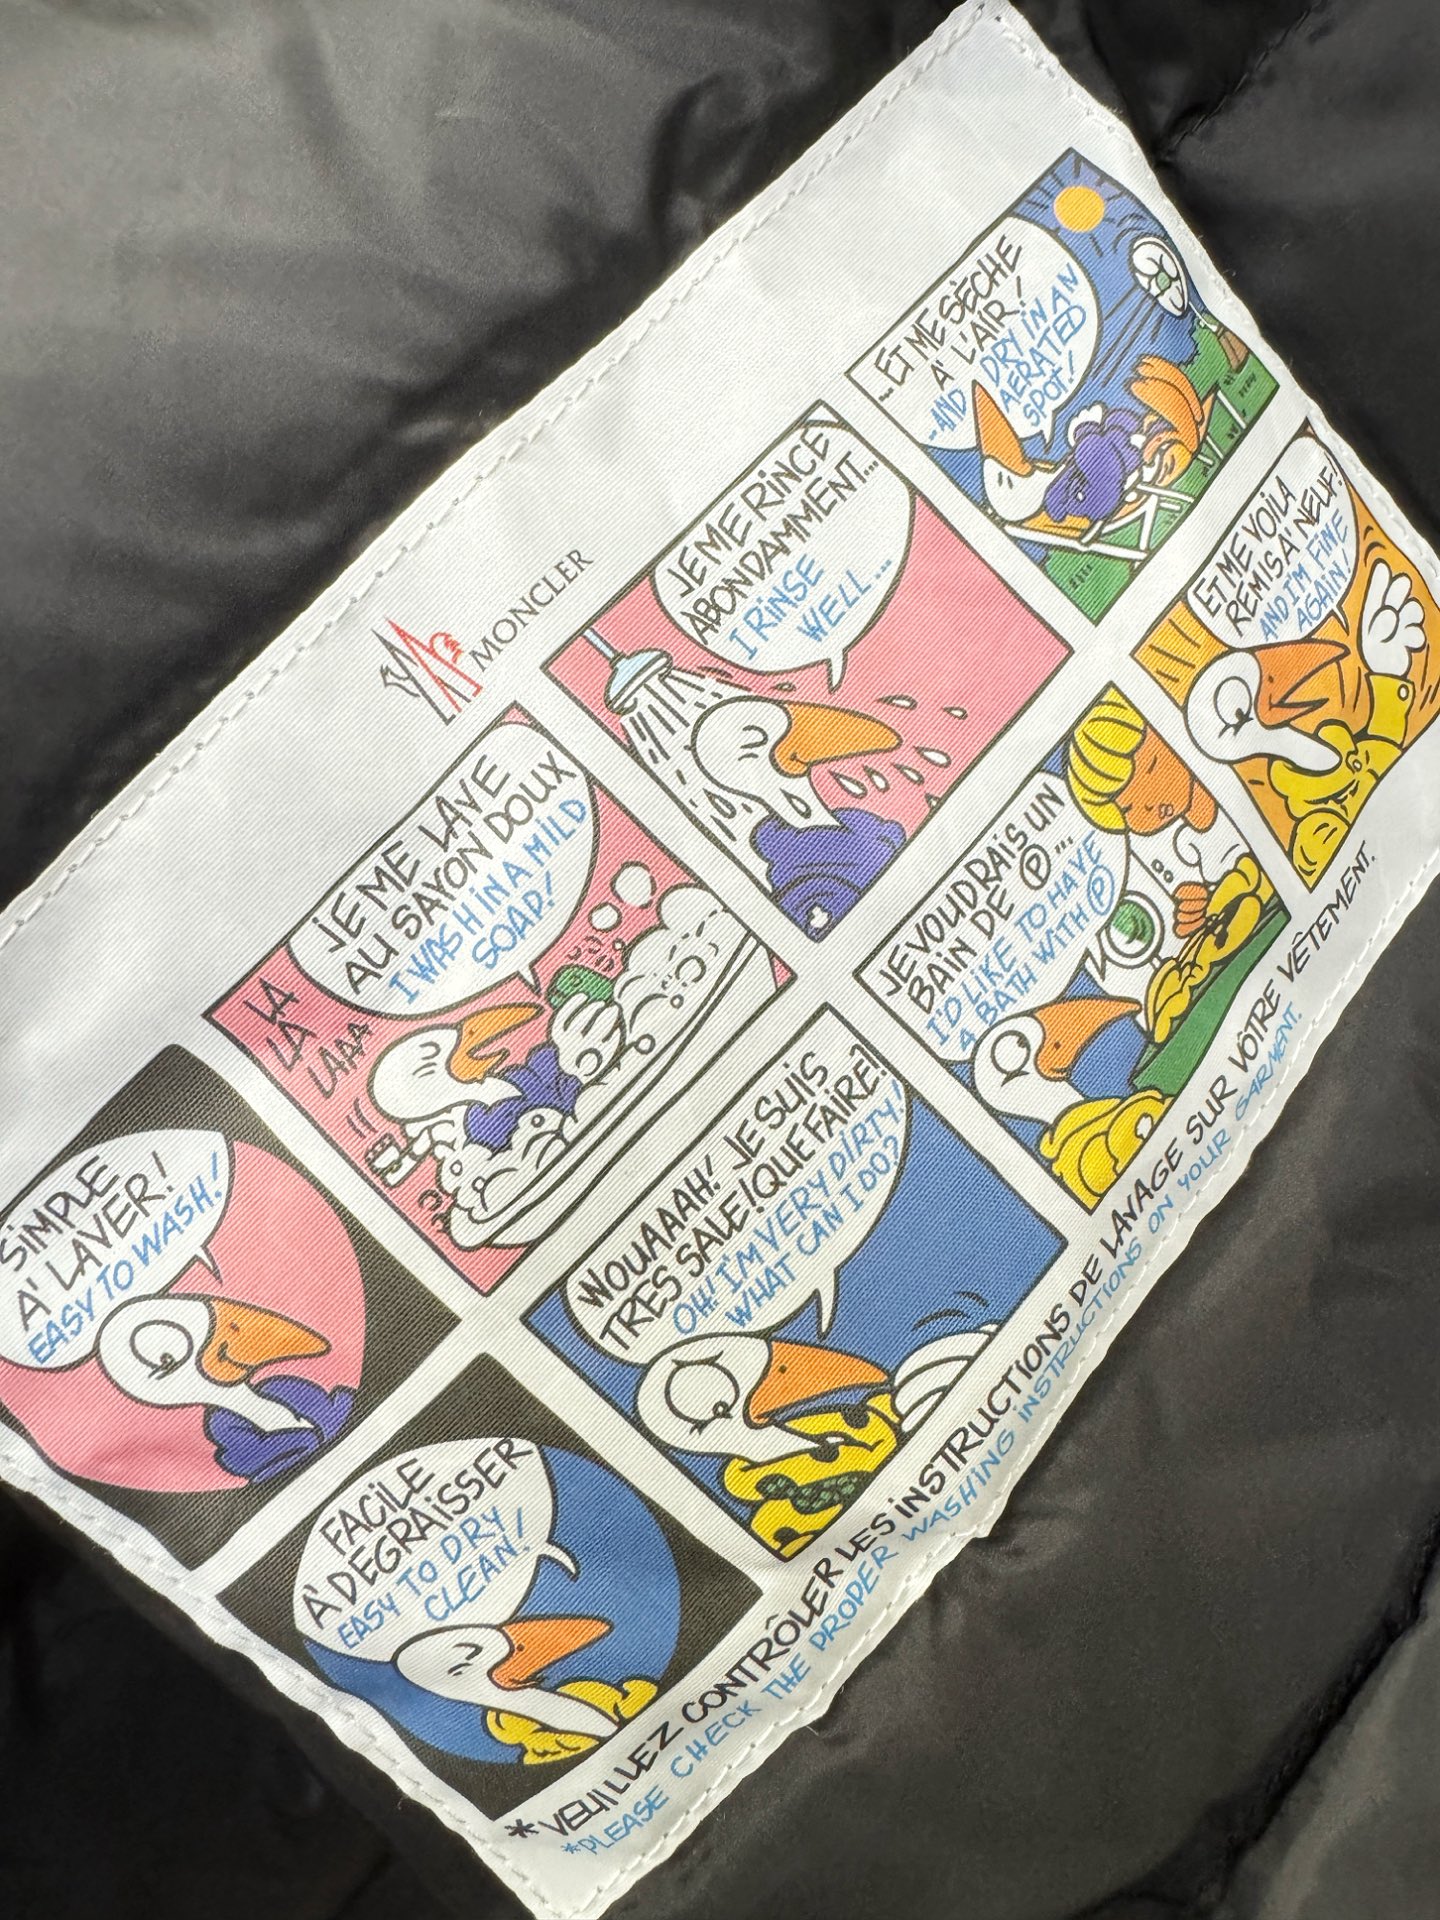 MONCLER
SIMPLE
A' LAVER!
EASY TO WASH!
JE ME LAVE
AU SAVON DOUX
I WASH IN A MILD
SOAP!
LA
LA
LAAA
JE ME RINCE
ABONDAMMENT...
I RINSE
WELL...
...ET ME SÈCHE
A' L'AIR!
...AND DRY IN AN
AERATED
SPOT!
FACILE
A' DEGRAISSER
EASY TO DRY
CLEAN!
WOUAAAH! JE SUIS
TRES SALE! QUE FAIRE?
OH! I'M VERY DIRTY!
WHAT CAN I DO?
JE VOUDRAIS UN
BAIN DE Ⓟ...
I'D LIKE TO HAVE
A BATH WITH Ⓟ
ET ME VOILA
REMIS A' NEUF!
AND I'M FINE
AGAIN!
*VEUILLEZ CONTRÔLER LES INSTRUCTIONS DE LAVAGE SUR VÔTRE VÊTEMENT.
*PLEASE CHECK THE PROPER WASHING INSTRUCTIONS ON YOUR GARMENT.